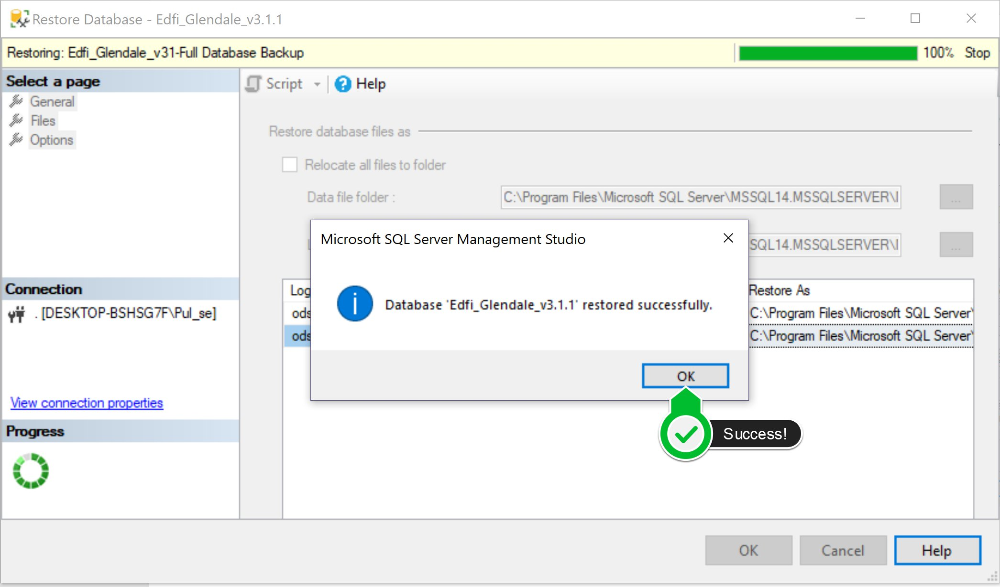 Restore Database - Edfi_Glendale_v3.1.1
Restoring: Edfi_Glendale_v31-Full Database Backup
100% Stop
Select a page
General
Files
Options
Script
Help
Restore database files as
Relocate all files to folder
Data file folder :
C:\Program Files\Microsoft SQL Server\MSSQL14.MSSQLSERVER\
...
SQL14.MSSQLSERVER\
...
Microsoft SQL Server Management Studio
Database 'Edfi_Glendale_v3.1.1' restored successfully.
OK
Success!
Log
Restore As
ods
C:\Program Files\Microsoft SQL Server\
ods
C:\Program Files\Microsoft SQL Server\
Connection
. [DESKTOP-BSHSG7F\Pul_se]
View connection properties
Progress
OK
Cancel
Help